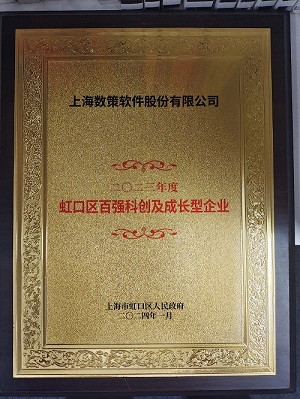 上海数策软件股份有限公司
二〇二三年度
虹口区百强科创及成长型企业
上海市虹口区人民政府
二〇二四年一月